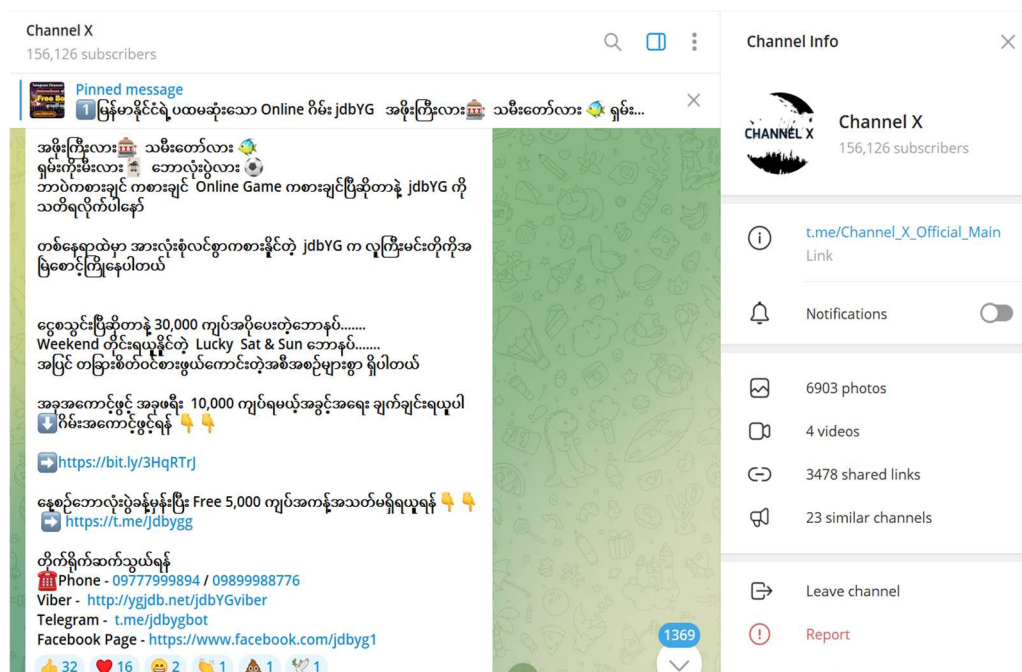 Channel X
156,126 subscribers
Pinned message
1 မြန်မာနိုင်ငံရဲ့ ပထမဆုံးသော Online ဂိမ်း jdbYG အဖိုးကြီးလား🎰 သမီးတော်လား 🐠 ရှမ်း...
အဖိုးကြီးလား🎰 သမီးတော်လား 🐠
ရှမ်းကိုးမီးလား🃏 ဘောလုံးပွဲလား ⚽
ဘာပဲကစားချင် ကစားချင် Online Game ကစားချင်ပြီဆိုတာနဲ့ jdbYG ကို
သတိရလိုက်ပါနော်
တစ်နေရာထဲမှာ အားလုံးစုံလင်စွာကစားနိူင်တဲ့ jdbYG က လူကြီးမင်းတိုကိုအ
မြဲစောင့်ကြိုနေပါတယ်
ငွေစသွင်းပြီဆိုတာနဲ့ 30,000 ကျပ်အပိုပေးတဲ့ဘောနပ်.......
Weekend တိုင်းရယူနိူင်တဲ့ Lucky Sat & Sun ဘောနပ်.......
အပြင် တခြားစိတ်ဝင်စားဖွယ်ကောင်းတဲ့အစီအစဉ်များစွာ ရှိပါတယ်
အခုအကောင့်ဖွင့် အခုဖရီး 10,000 ကျပ်ရမယ့်အခွင့်အရေး ချက်ချင်းရယူပါ
⬇️ဂိမ်းအကောင့်ဖွင့်ရန် 👇 👇
➡️https://bit.ly/3HqRTrJ
နေ့စဉ်ဘောလုံးပွဲခန့်မှန်းပြီး Free 5,000 ကျပ်အကန့်အသတ်မရှိရယူရန် 👇 👇
➡️ https://t.me/Jdbygg
တိုက်ရိုက်ဆက်သွယ်ရန်
☎️Phone - 09777999894 / 09899988776
Viber - http://ygjdb.net/jdbYGviber
Telegram - t.me/jdbygbot
Facebook Page - https://www.facebook.com/jdbyg1
👍 32 ❤️ 16 😁 2 👏 1 💩 1 🕊 1
1369
Channel Info
CHANNEL X
Channel X
156,126 subscribers
t.me/Channel_X_Official_Main
Link
Notifications
6903 photos
4 videos
3478 shared links
23 similar channels
Leave channel
Report